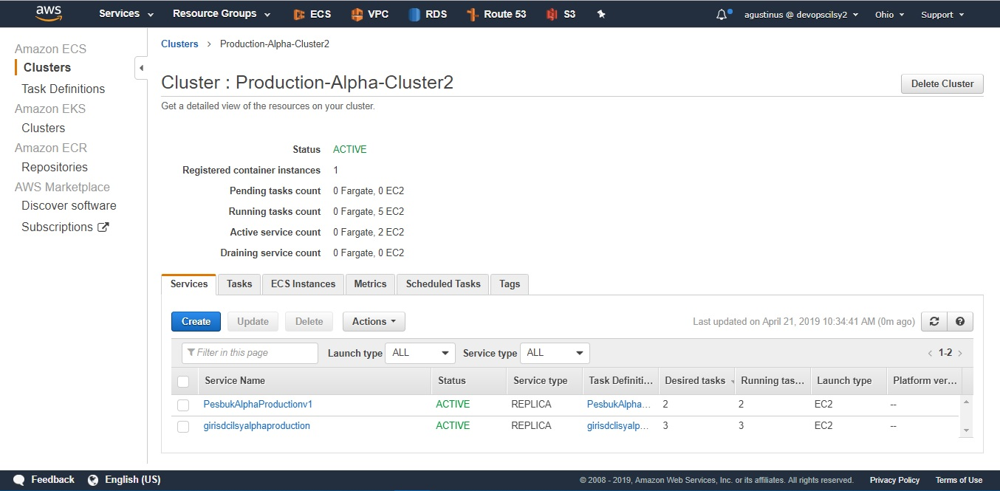 aws Services Resource Groups ECS VPC RDS Route 53 S3 agustinus @ devopscilsy2 Ohio Support
Amazon ECS
Clusters
Task Definitions
Amazon EKS
Clusters
Amazon ECR
Repositories
AWS Marketplace
Discover software
Subscriptions
Clusters > Production-Alpha-Cluster2
Cluster : Production-Alpha-Cluster2 Delete Cluster
Get a detailed view of the resources on your cluster.
Status ACTIVE
Registered container instances 1
Pending tasks count 0 Fargate, 0 EC2
Running tasks count 0 Fargate, 5 EC2
Active service count 0 Fargate, 2 EC2
Draining service count 0 Fargate, 0 EC2
Services Tasks ECS Instances Metrics Scheduled Tasks Tags
Create Update Delete Actions Last updated on April 21, 2019 10:34:41 AM (0m ago) ?
Filter in this page Launch type ALL Service type ALL < 1-2 >
Service Name Status Service type Task Definiti... Desired tasks Running tas... Launch type Platform ver...
PesbukAlphaProductionv1 ACTIVE REPLICA PesbukAlpha... 2 2 EC2 --
girisdcilsyalphaproduction ACTIVE REPLICA girisdclisyalp... 3 3 EC2 --
Feedback English (US) © 2008 - 2019, Amazon Web Services, Inc. or its affiliates. All rights reserved. Privacy Policy Terms of Use